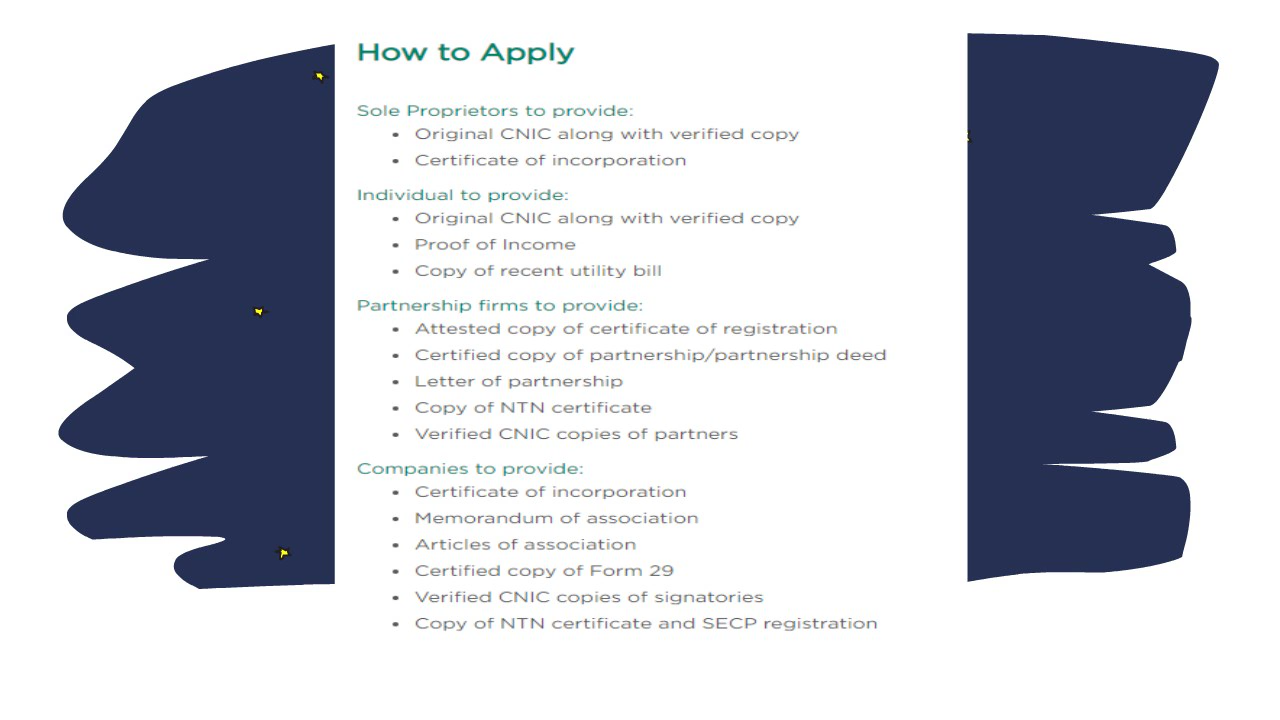 How to Apply
Sole Proprietors to provide:
• Original CNIC along with verified copy
• Certificate of incorporation
Individual to provide:
• Original CNIC along with verified copy
• Proof of Income
• Copy of recent utility bill
Partnership firms to provide:
• Attested copy of certificate of registration
• Certified copy of partnership/partnership deed
• Letter of partnership
• Copy of NTN certificate
• Verified CNIC copies of partners
Companies to provide:
• Certificate of incorporation
• Memorandum of association
• Articles of association
• Certified copy of Form 29
• Verified CNIC copies of signatories
• Copy of NTN certificate and SECP registration